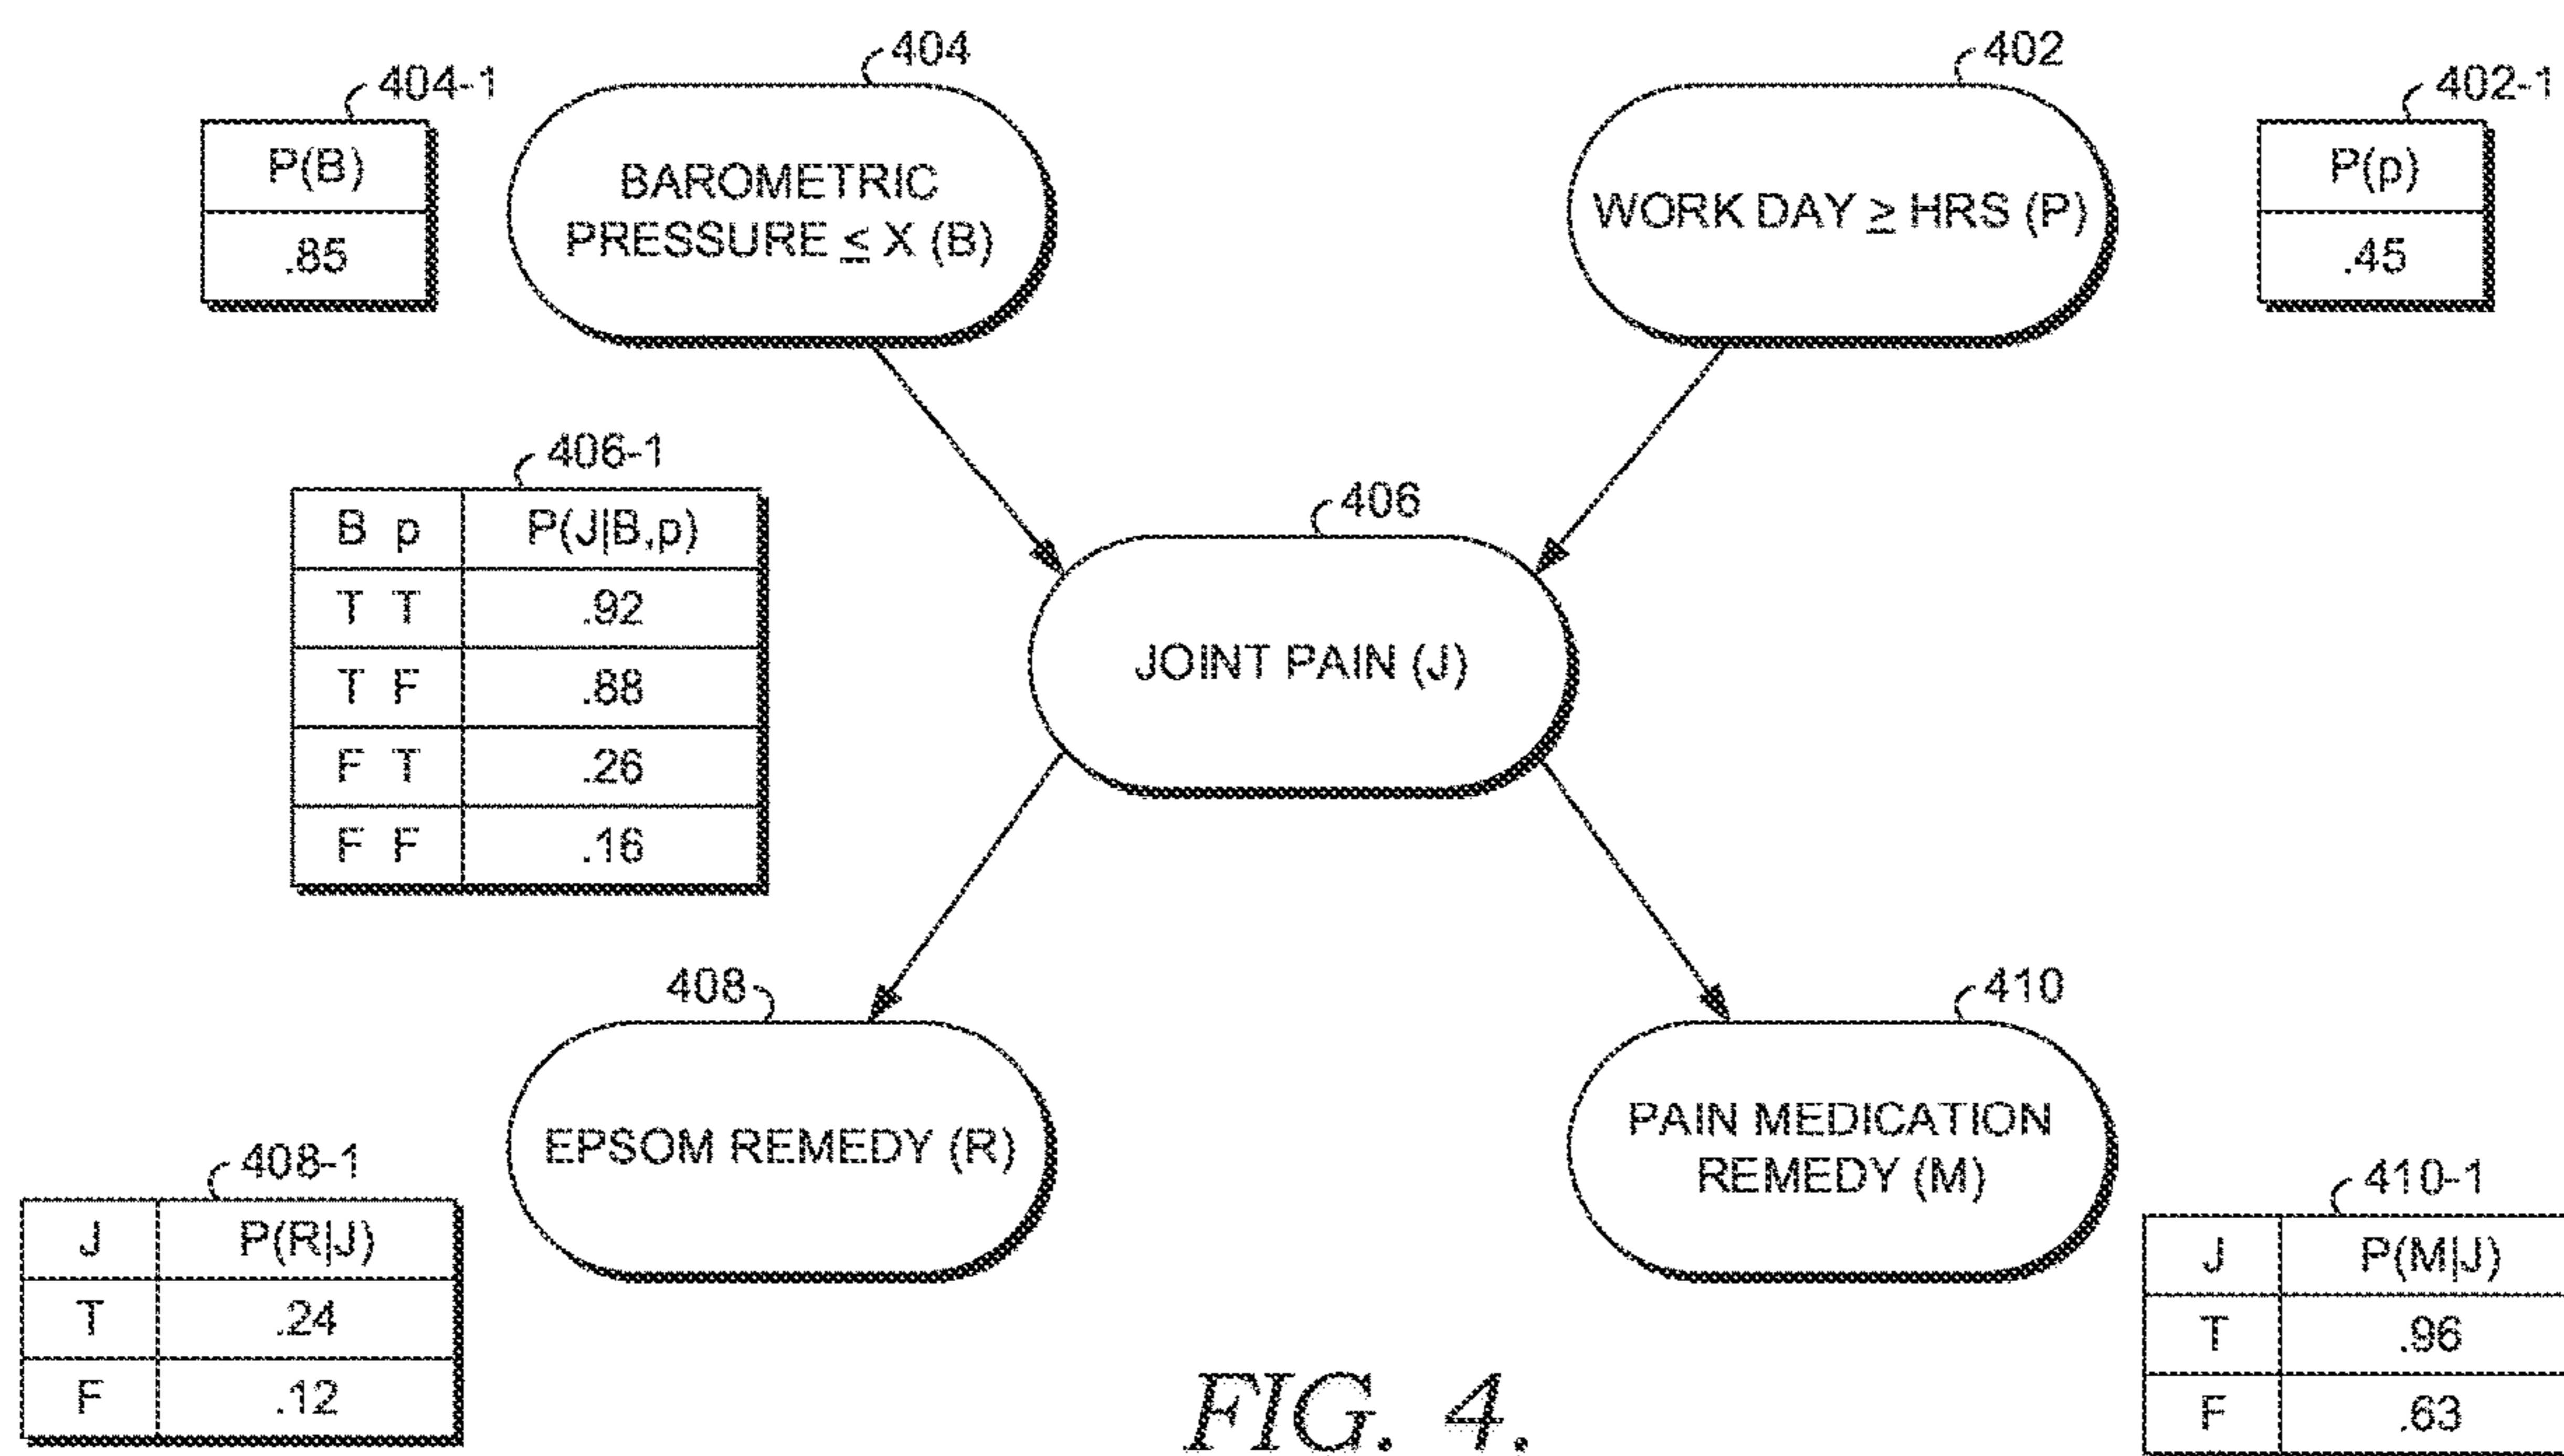 404
402
404-1
402-1
P(B)
.85
BAROMETRIC
PRESSURE ≤ X (B)
WORK DAY ≥ HRS (P)
P(p)
.45
406-1
B p P(J|B,p)
T T .92
T F .88
F T .26
F F .16
406
JOINT PAIN (J)
408
EPSOM REMEDY (R)
410
PAIN MEDICATION
REMEDY (M)
408-1
J P(R|J)
T .24
F .12
410-1
J P(M|J)
T .96
F .63
FIG. 4.